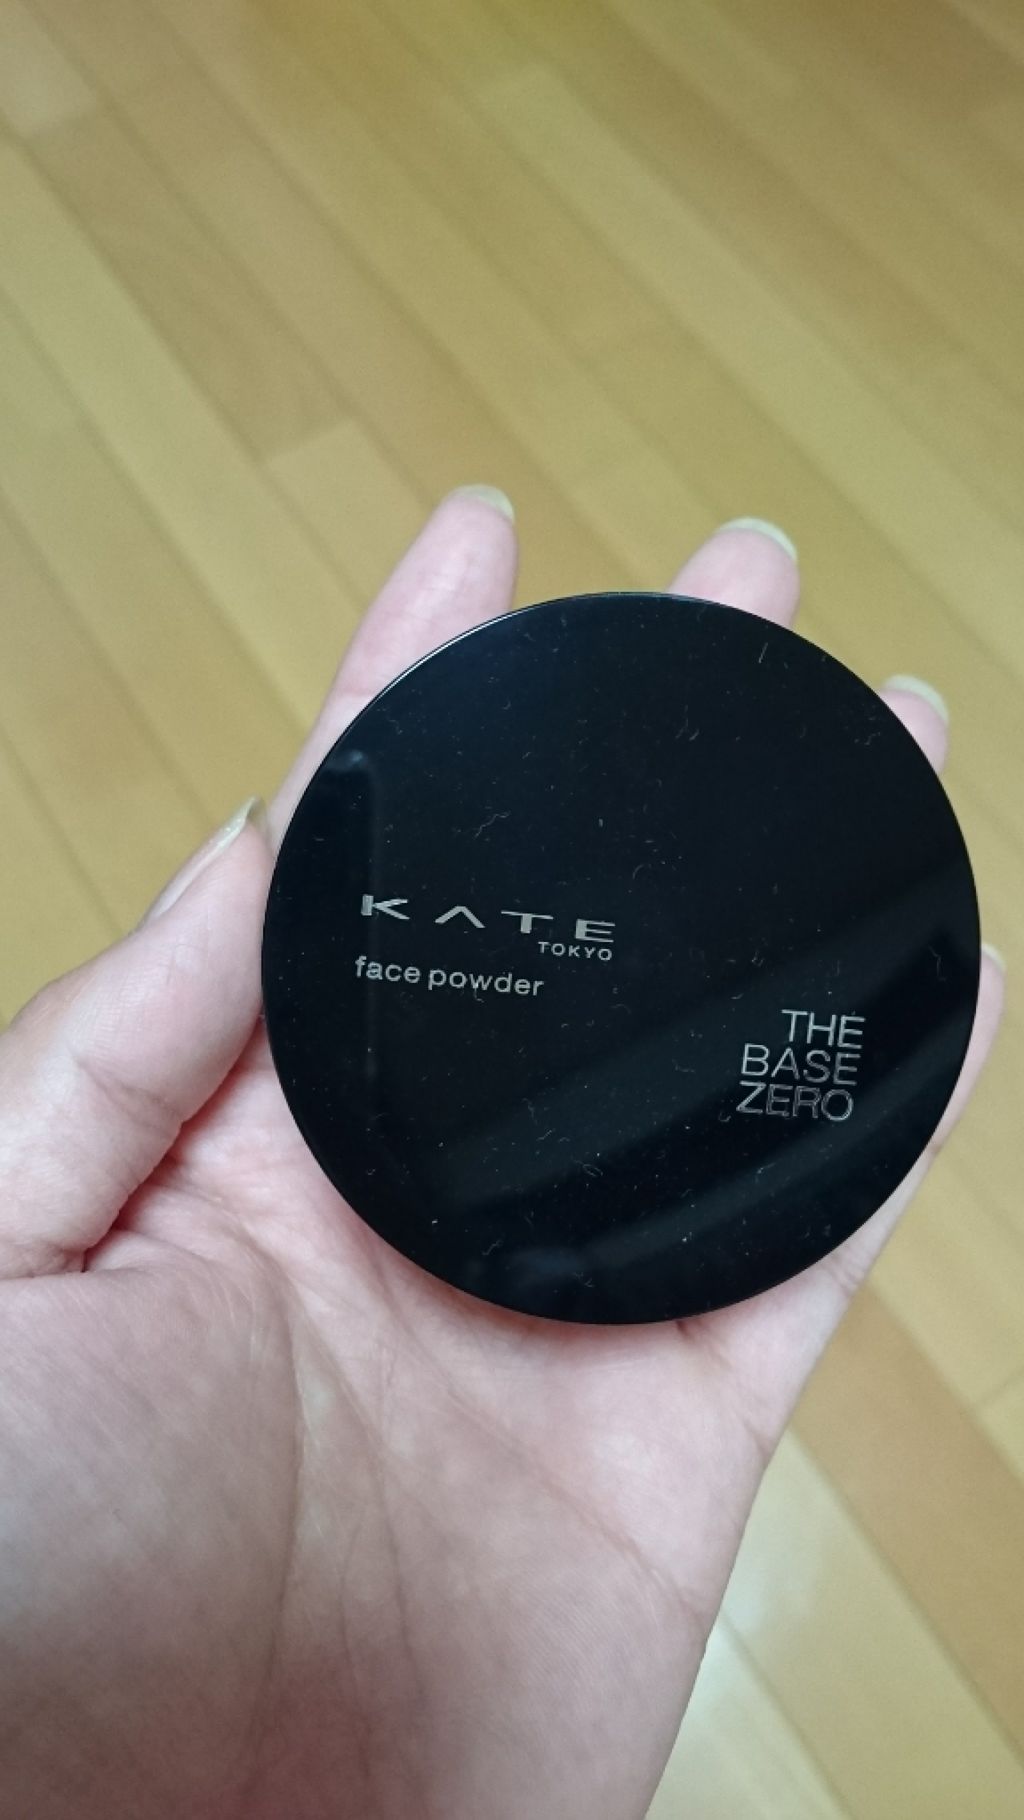 KATE
TOKYO
face powder
THE
BASE
ZERO